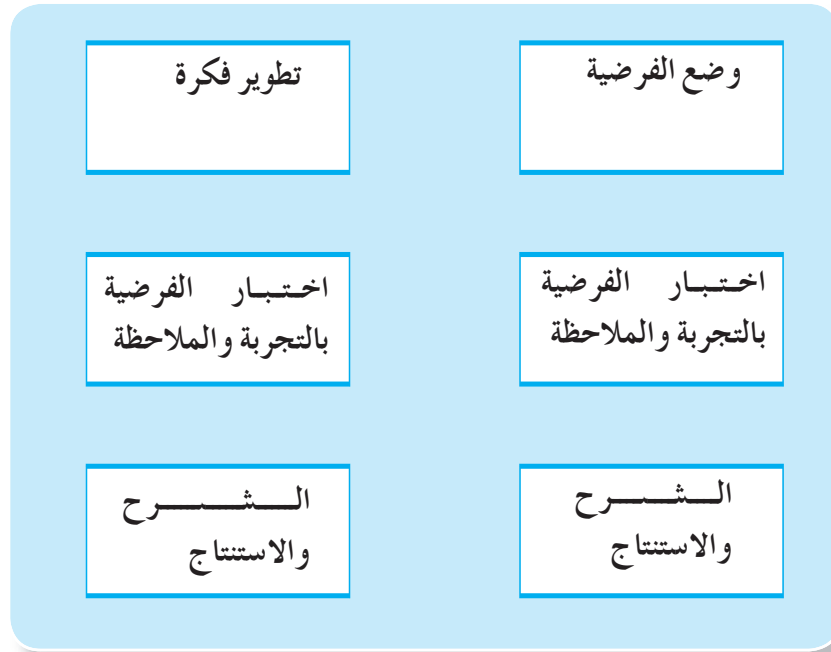 وضع الفرضية
تطوير فكرة
اختبار الفرضية
بالتجربة والملاحظة
اختبار الفرضية
بالتجربة والملاحظة
الشرح
والاستنتاج
الشرح
والاستنتاج